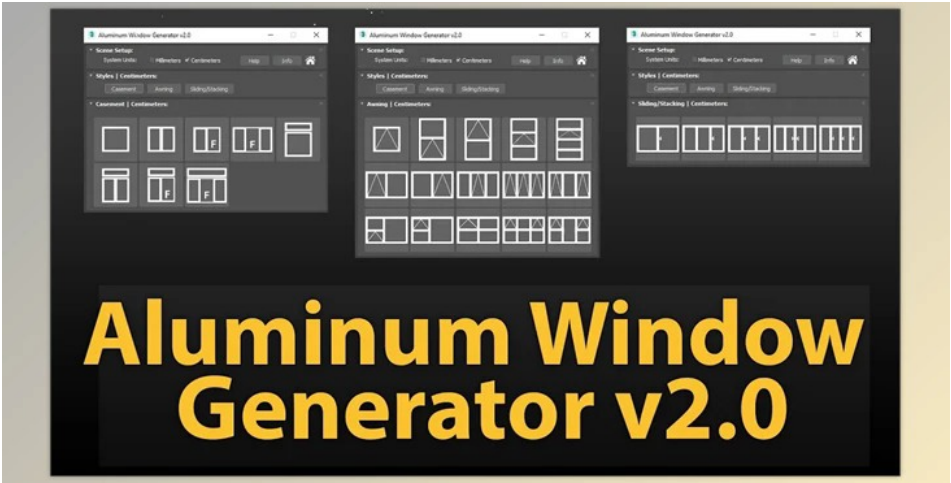 Aluminum Window Generator v2.0
Scene Setup:
System Units: Millimeters Centimeters Help Info
Styles | Centimeters:
Casement Awning Sliding/Stacking
Casement | Centimeters:
F F
F F
Aluminum Window Generator v2.0
Scene Setup:
System Units: Millimeters Centimeters Help Info
Styles | Centimeters:
Casement Awning Sliding/Stacking
Awning | Centimeters:
Aluminum Window Generator v2.0
Scene Setup:
System Units: Millimeters Centimeters Help Info
Styles | Centimeters:
Casement Awning Sliding/Stacking
Sliding/Stacking | Centimeters:
Aluminum Window
Generator v2.0